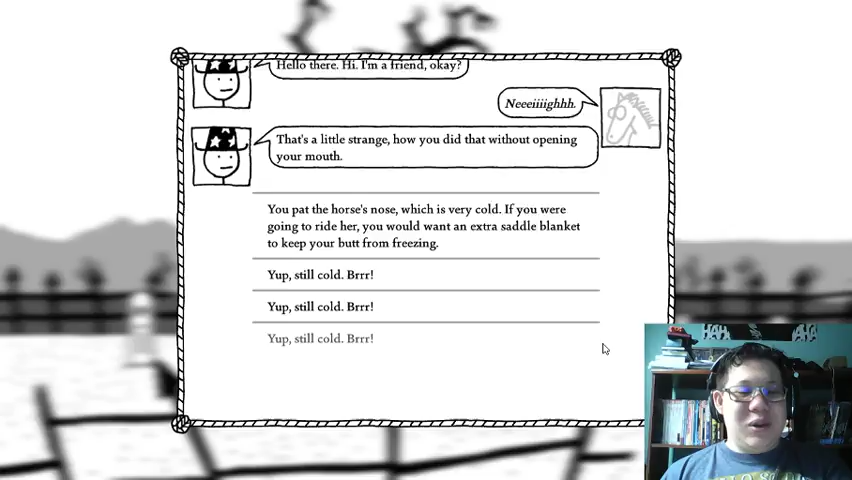 Hello there. Hi. I'm a friend, okay?
Neeeiiiighhh.
That's a little strange, how you did that without opening
your mouth.
You pat the horse's nose, which is very cold. If you were
going to ride her, you would want an extra saddle blanket
to keep your butt from freezing.
Yup, still cold. Brrr!
Yup, still cold. Brrr!
Yup, still cold. Brrr!